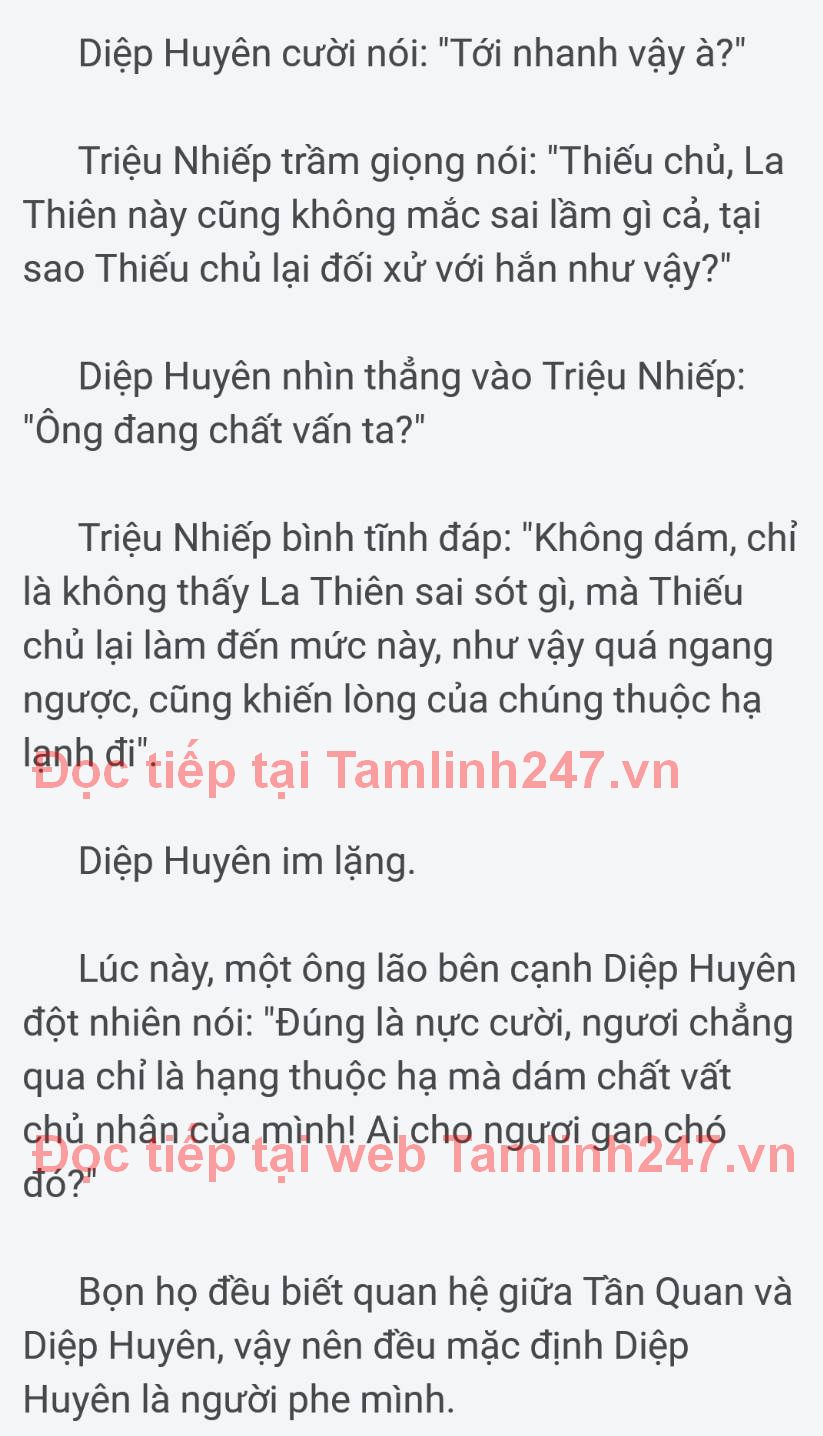 Diệp Huyên cười nói: "Tới nhanh vậy à?"
Triệu Nhiếp trầm giọng nói: "Thiếu chủ, La
Thiên này cũng không mắc sai lầm gì cả, tại
sao Thiếu chủ lại đối xử với hắn như vậy?"
Diệp Huyên nhìn thẳng vào Triệu Nhiếp:
"Ông đang chất vấn ta?"
Triệu Nhiếp bình tĩnh đáp: "Không dám, chỉ
là không thấy La Thiên sai sót gì, mà Thiếu
chủ lại làm đến mức này, như vậy quá ngang
ngược, cũng khiến lòng của chúng thuộc hạ
lạnh đi".
Đọc tiếp tại Tamlinh247.vn
Diệp Huyên im lặng.
Lúc này, một ông lão bên cạnh Diệp Huyên
đột nhiên nói: "Đúng là nực cười, ngươi chẳng
qua chỉ là hạng thuộc hạ mà dám chất vất
chủ nhân của mình! Ai cho ngươi gan chó
Đọc tiếp tại web Tamlinh247.vn
đó?"
Bọn họ đều biết quan hệ giữa Tần Quan và
Diệp Huyên, vậy nên đều mặc định Diệp
Huyên là người phe mình.